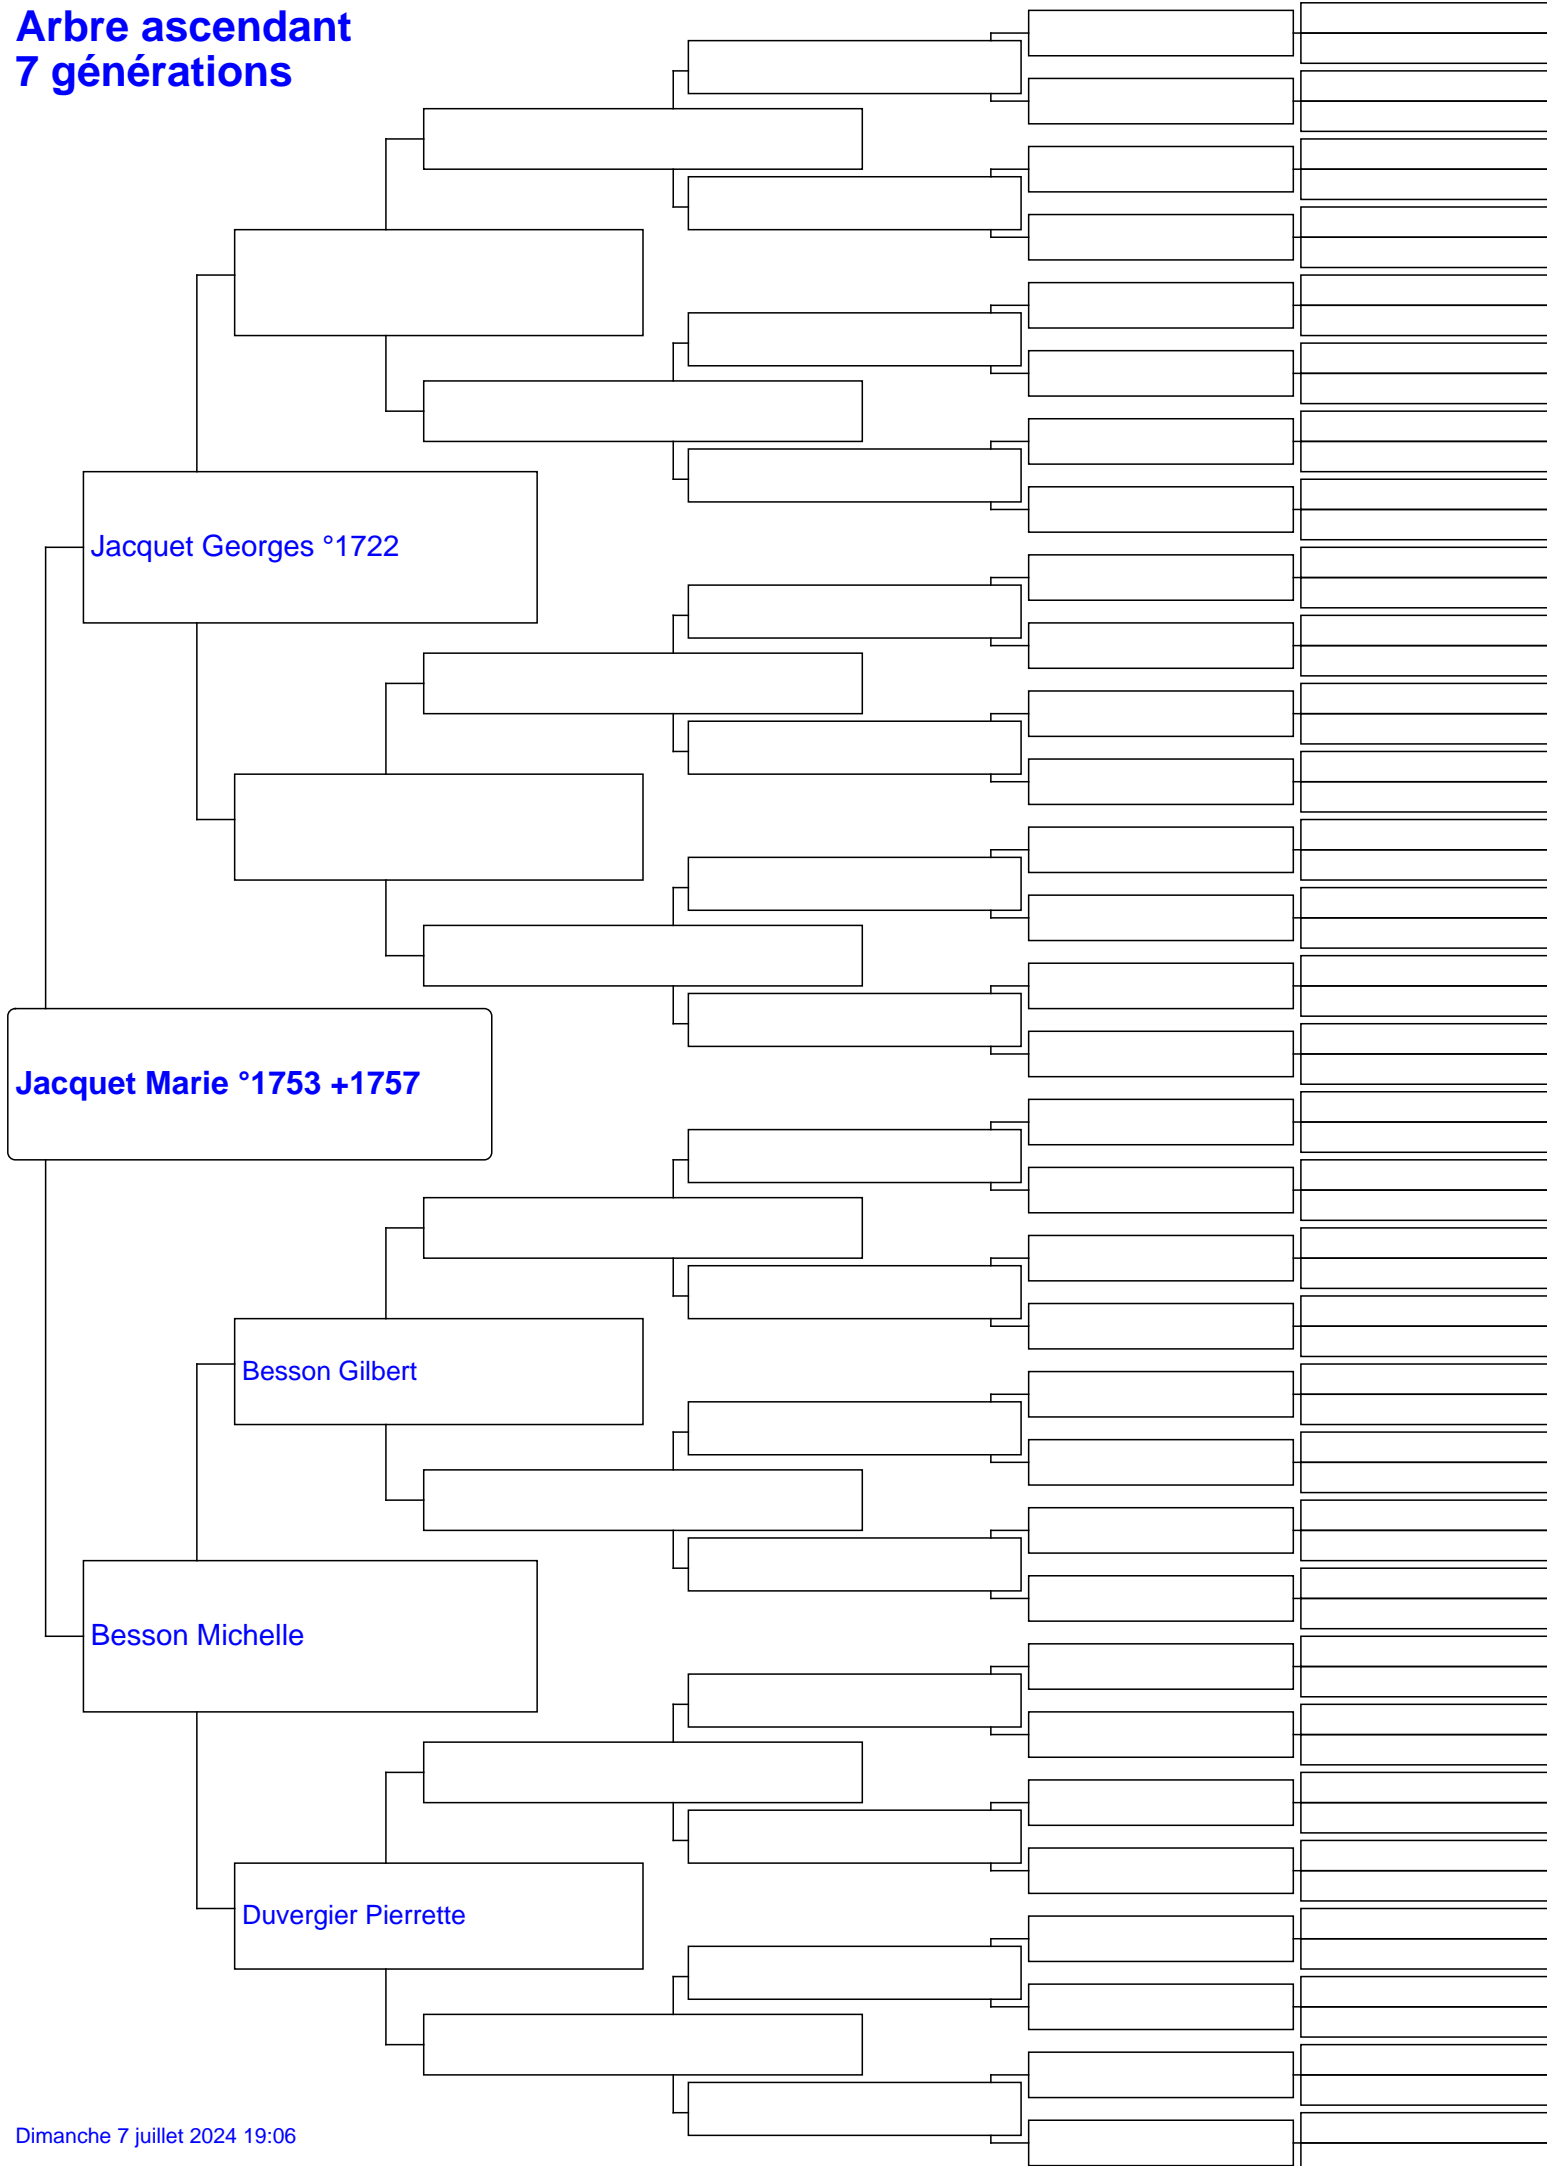 Arbre ascendant
7 générations
Jacquet Georges °1722
Jacquet Marie °1753 +1757
Besson Gilbert
Besson Michelle
Duvergier Pierrette
Dimanche 7 juillet 2024 19:06